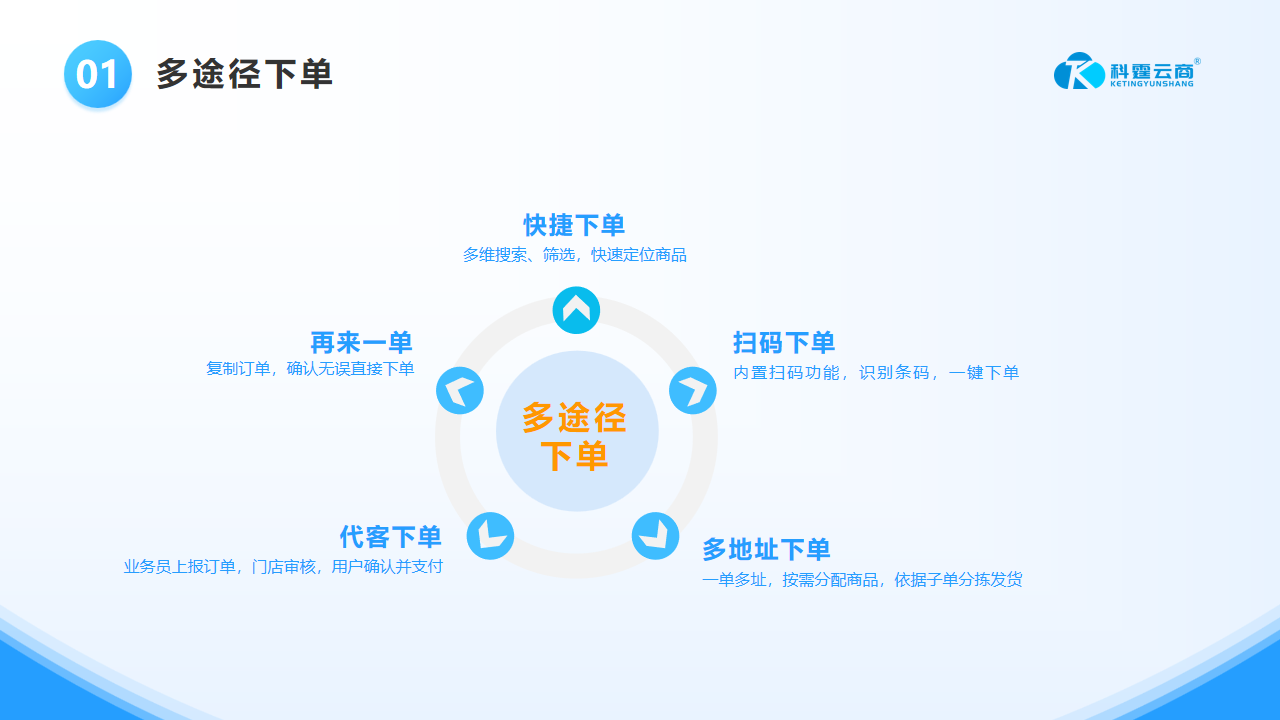 01 多途径下单
科霆云商®
KETINGYUNSHANG
快捷下单
多维搜索、筛选，快速定位商品
再来一单
复制订单，确认无误直接下单
扫码下单
内置扫码功能，识别条码，一键下单
多途径
下单
代客下单
业务员上报订单，门店审核，用户确认并支付
多地址下单
一单多址，按需分配商品，依据子单分拣发货